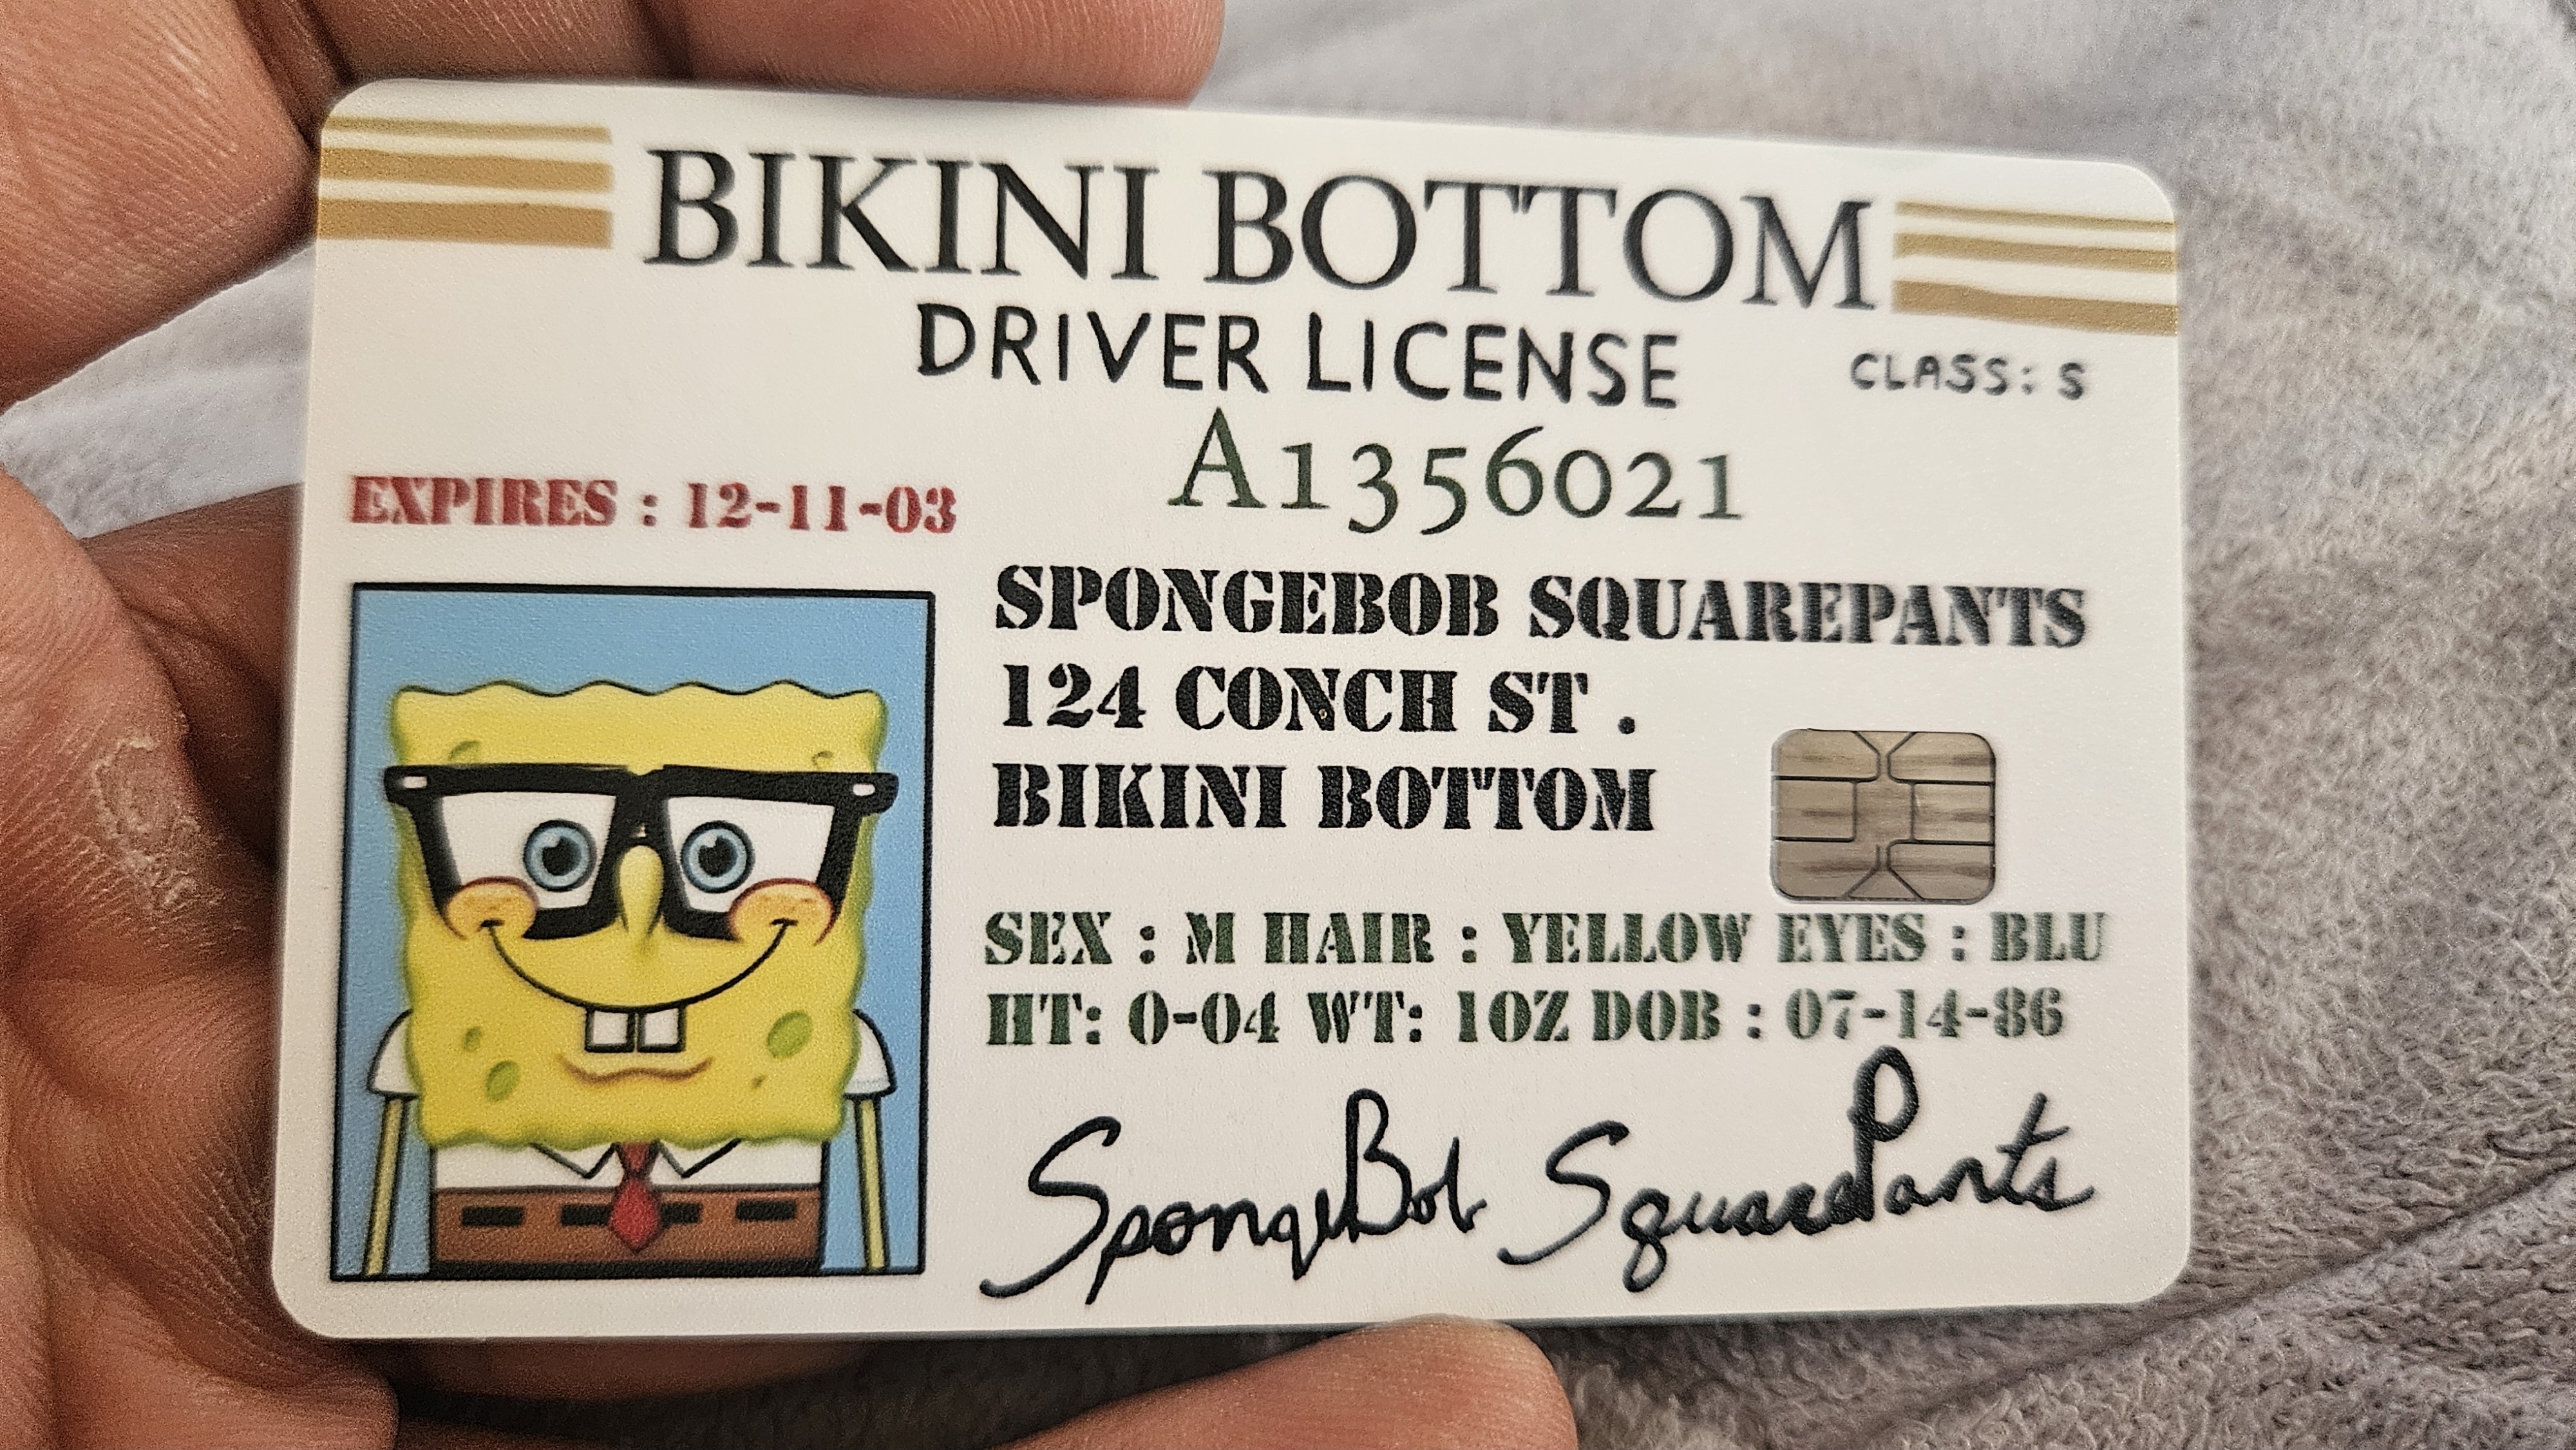 BIKINI BOTTOM
DRIVER LICENSE
CLASS: S
A1356021
EXPIRES : 12-11-03
SPONGEBOB SQUAREPANTS
124 CONCH ST .
BIKINI BOTTOM
SEX : M HAIR : YELLOW EYES : BLU
HT: 0-04 WT: 1OZ DOB : 07-14-86
SpongeBob SquarePants